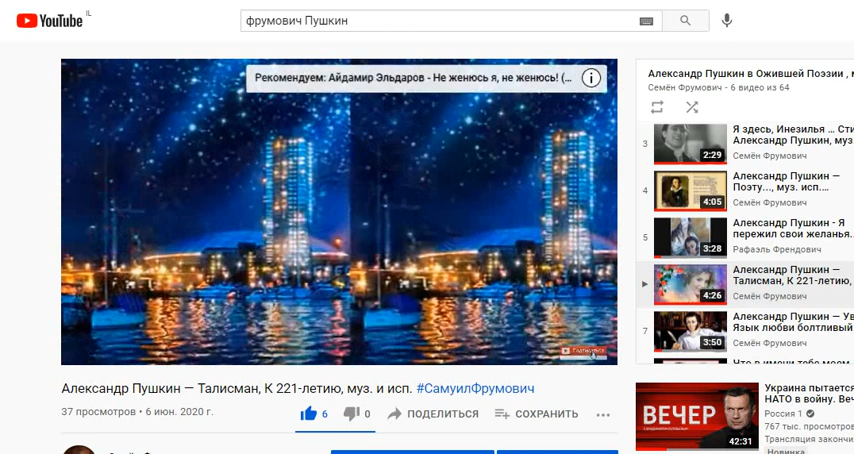 YouTube IL
фрумович Пушкин
Рекомендуем: Айдамир Эльдаров - Не женюсь я, не женюсь! (...
Александр Пушкин — Талисман, К 221-летию, муз. и исп. #СамуилФрумович
37 просмотров • 6 июн. 2020 г.
6
0
ПОДЕЛИТЬСЯ
СОХРАНИТЬ
Александр Пушкин в Ожившей Поэзии ,
Семён Фрумович - 6 видео из 64
3
2:29
Я здесь, Инезилья ... Сти
Александр Пушкин, муз.
Семён Фрумович
4
4:05
Александр Пушкин —
Поэту..., муз. исп....
Семён Фрумович
5
3:28
Александр Пушкин - Я
пережил свои желанья..
Рафаэль Френдович
4:26
Александр Пушкин —
Талисман, К 221-летию,
Семён Фрумович
7
3:50
Александр Пушкин — Ув
Язык любви болтливый
Семён Фрумович
ВЕЧЕР
42:31
Украина пытается
НАТО в войну. Веч
Россия 1
767 тыс. просмотров
Трансляция закончи
Новинка